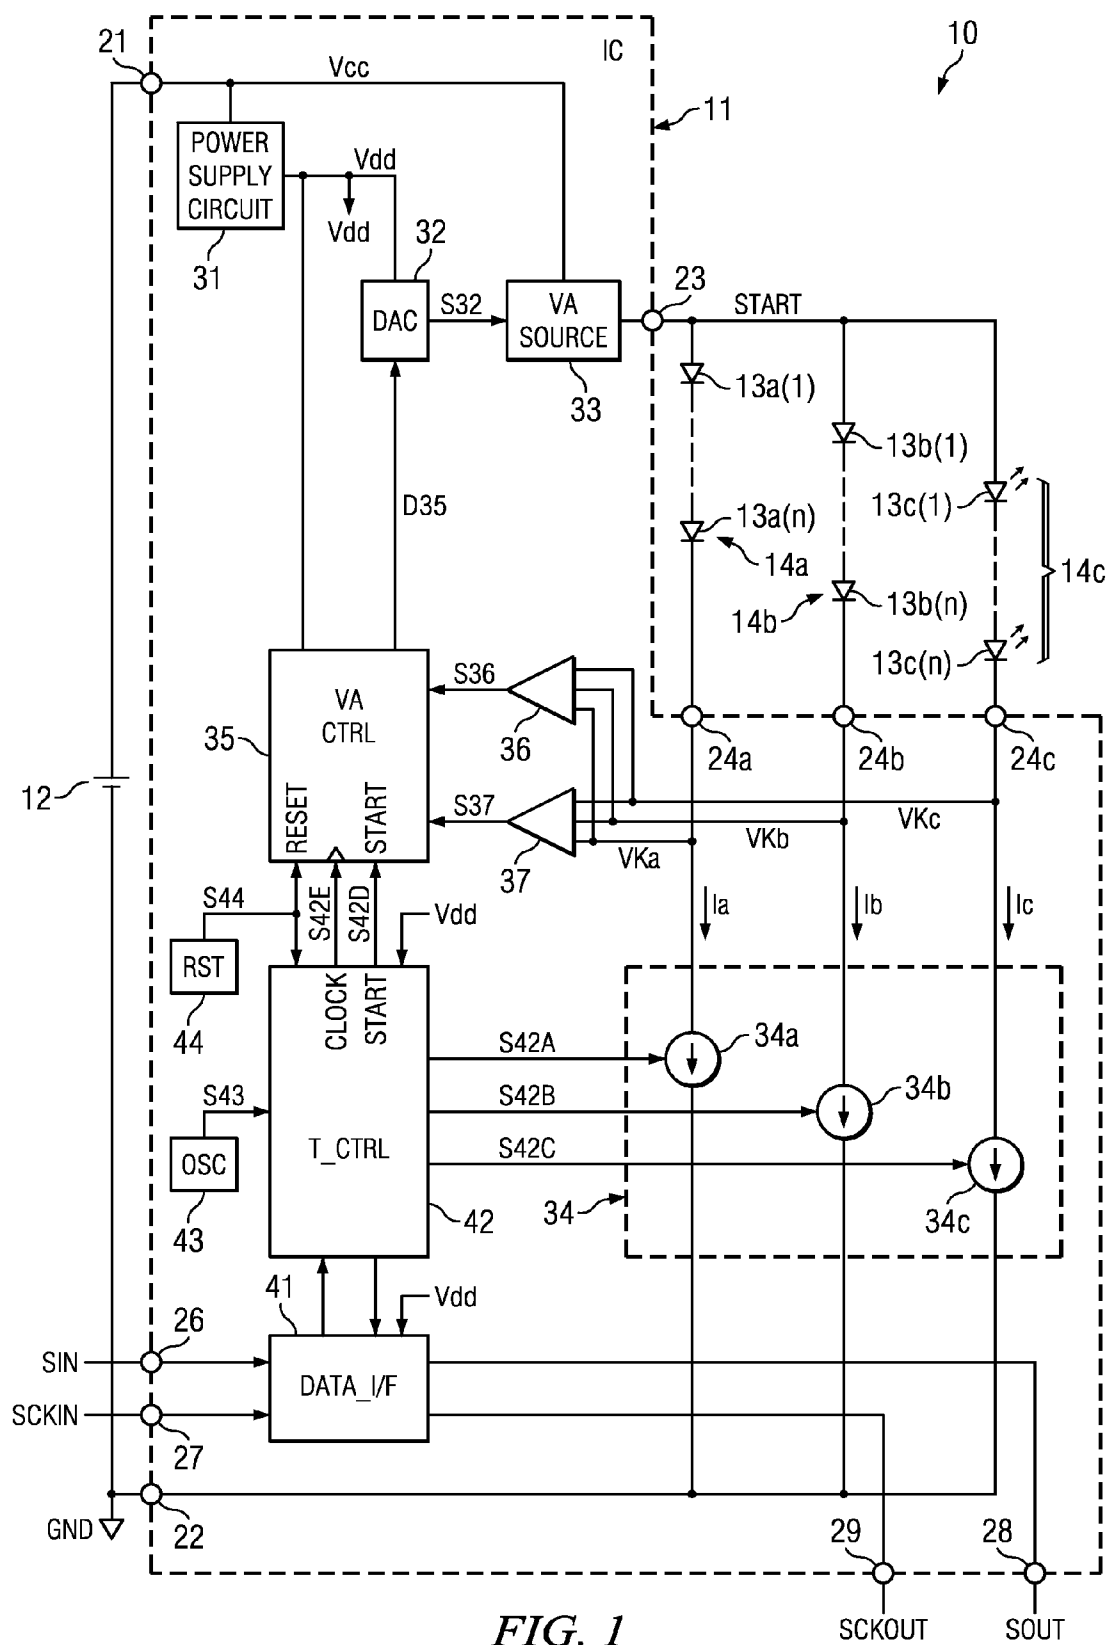 10
21
IC
Vcc
11
POWER
SUPPLY
CIRCUIT
Vdd
Vdd
31
32
DAC
S32
VA
SOURCE
33
23
START
13a(1)
13b(1)
13c(1)
13a(n)
14a
14c
D35
14b
13b(n)
13c(n)
VA
CTRL
S36
36
35
24a
24b
24c
12
RESET
START
S37
37
VKa
VKb
VKc
S44
S42E
S42D
Vdd
Ia
Ib
Ic
RST
44
CLOCK
START
S42A
34a
S43
S42B
34b
OSC
43
T_CTRL
S42C
34c
42
34
41
Vdd
26
SIN
DATA_I/F
SCKIN
27
GND
22
29
28
SCKOUT
SOUT
FIG. 1